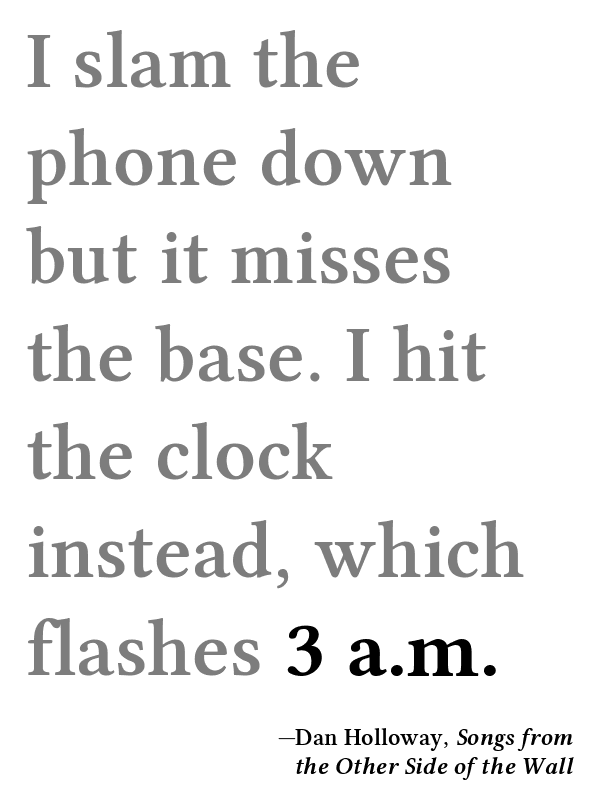 I slam the
phone down
but it misses
the base. I hit
the clock
instead, which
flashes 3 a.m.
—Dan Holloway, Songs from
the Other Side of the Wall